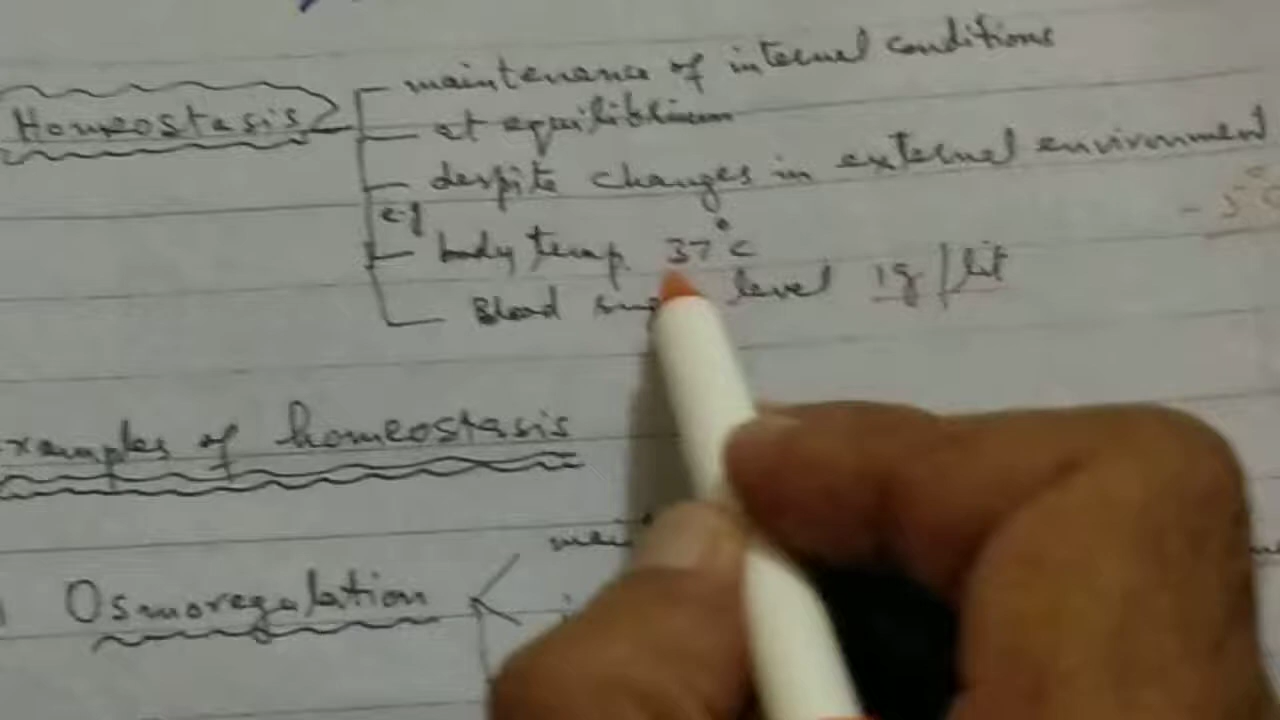 Homeostasis
maintenance of internal conditions
at equilibrium
despite changes in external environment
e.g
body temp 37°C
Blood level 1g/lit
- 5°C
Examples of homeostasis
Osmoregulation